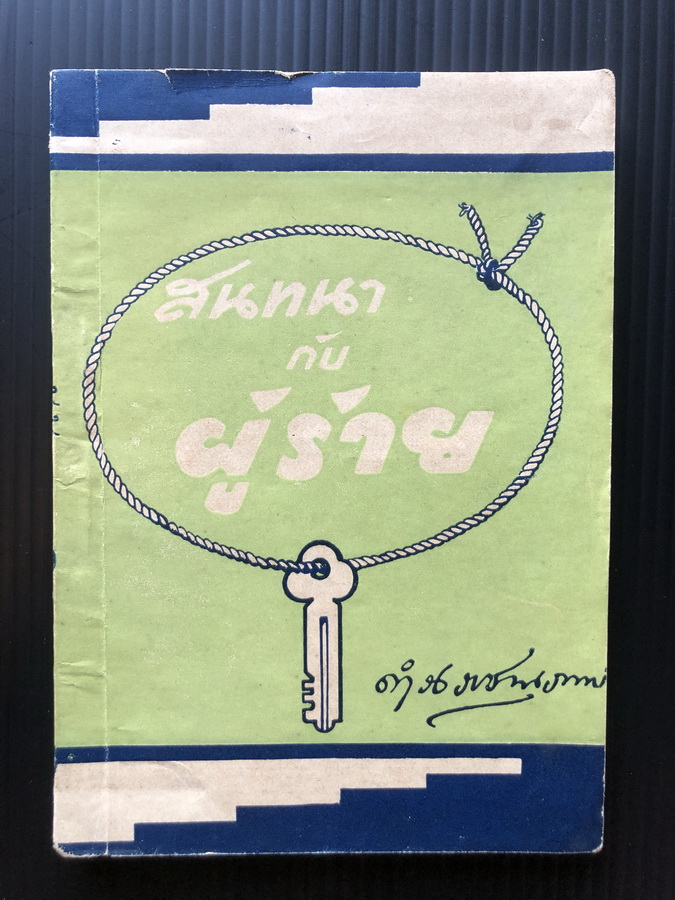 สนทนา
กับ
ผู้ร้าย
ดำรงราชานุภาพ